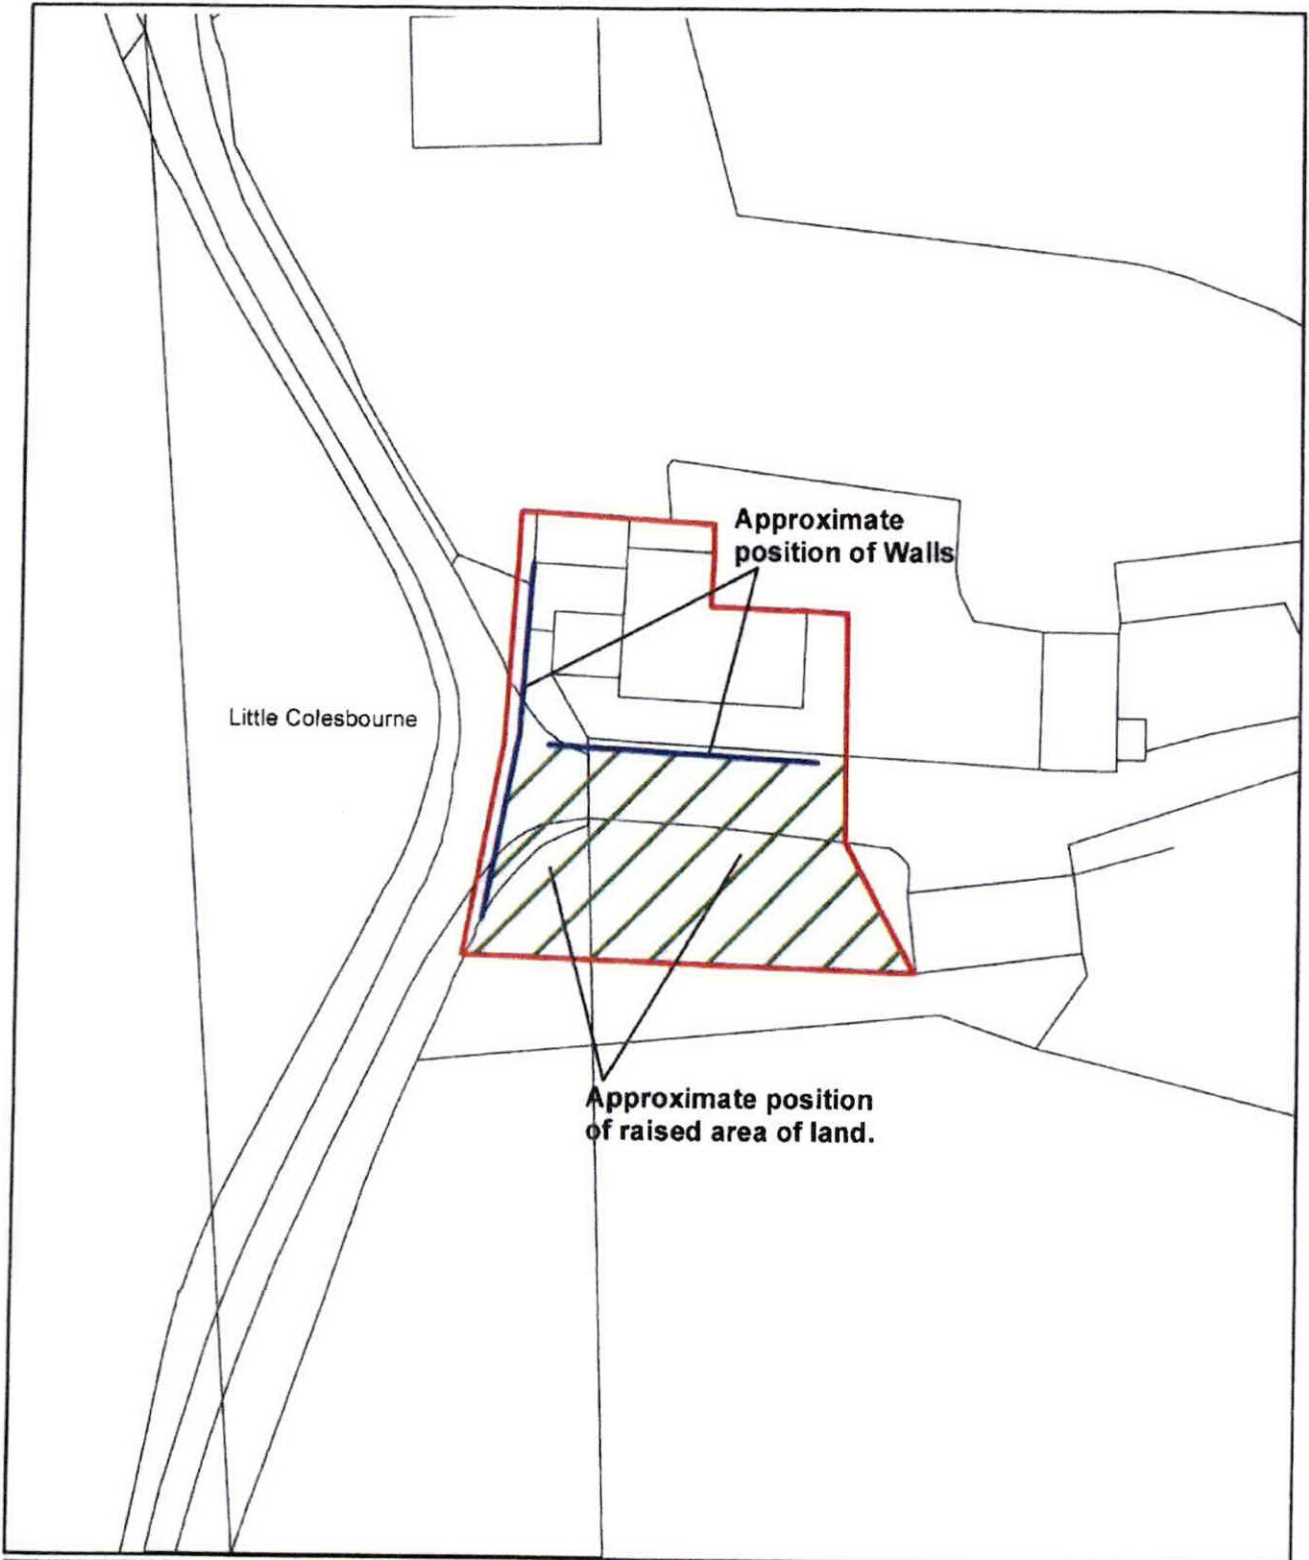 Approximate
position of Walls
Little Colesbourne
Approximate position
of raised area of land.